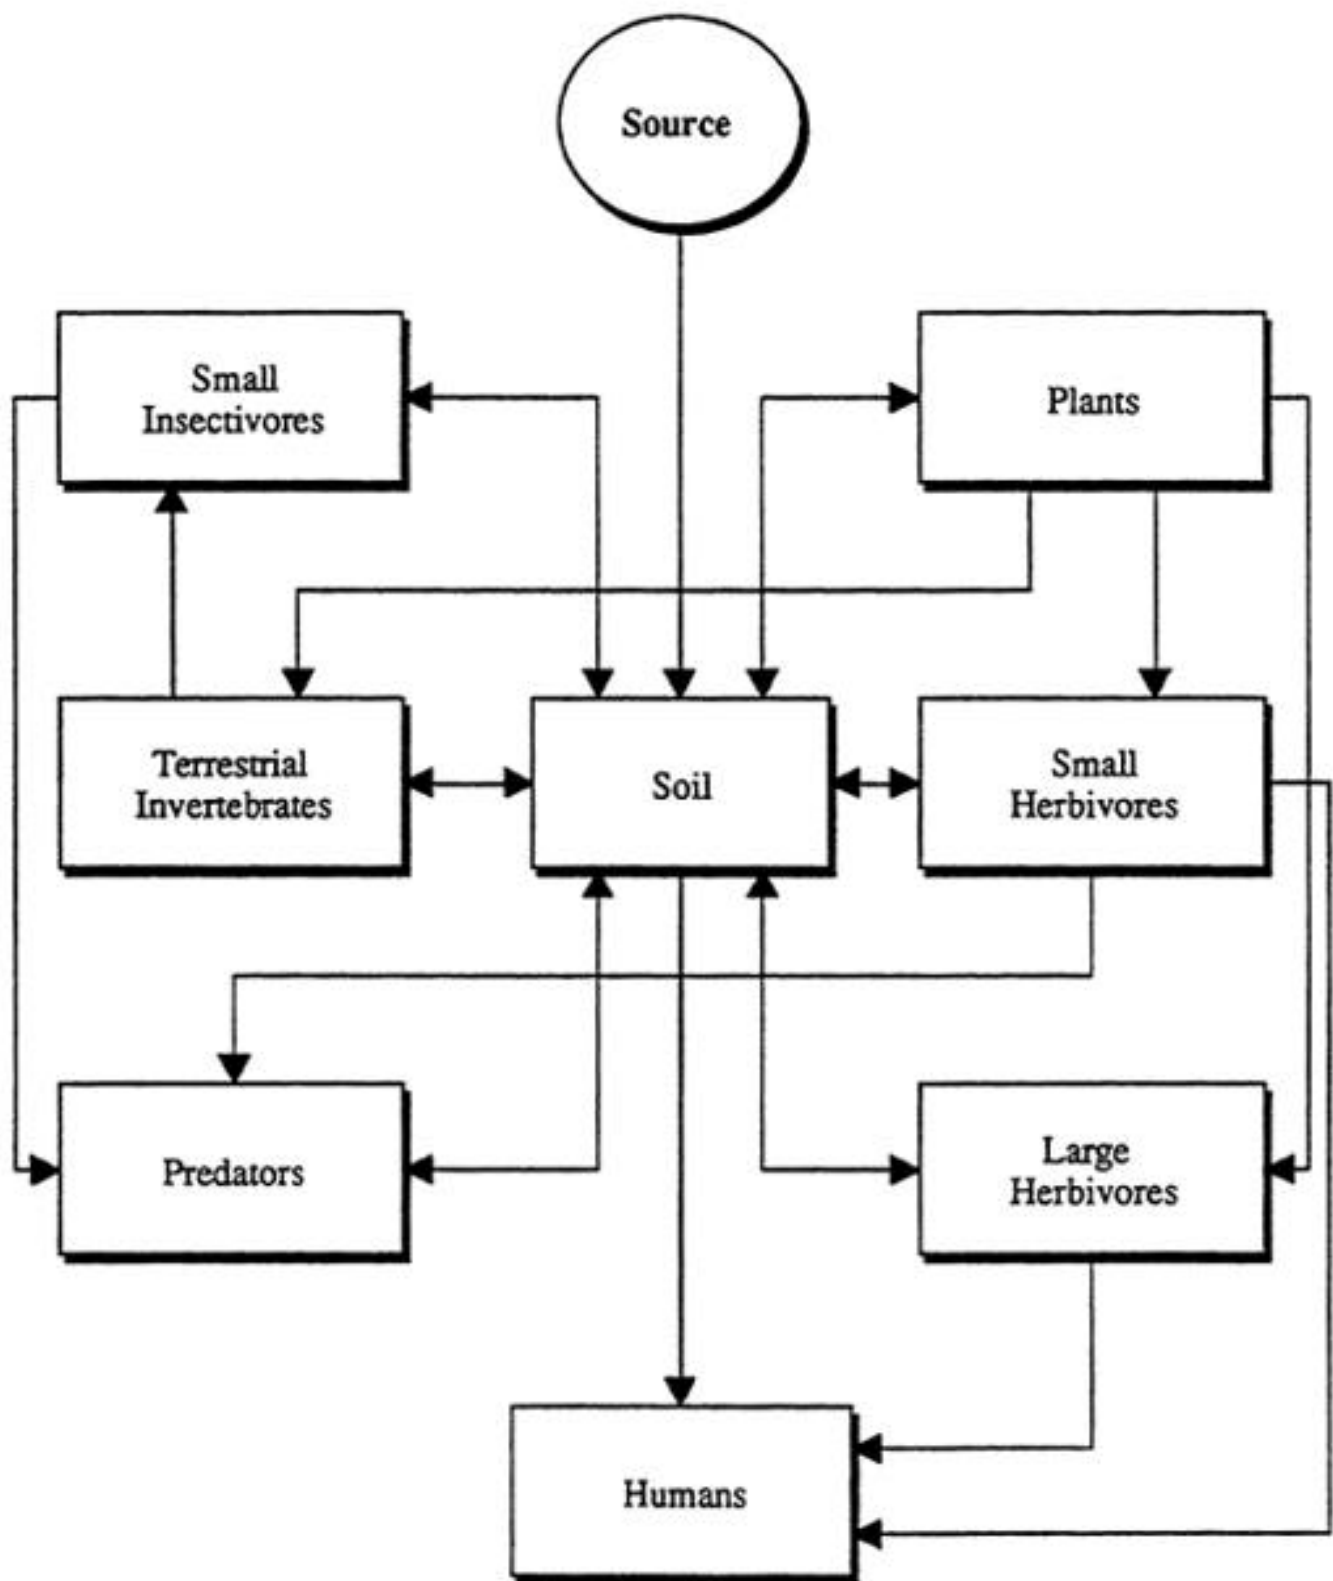 Source
Small
Insectivores
Plants
Terrestrial
Invertebrates
Soil
Small
Herbivores
Predators
Large
Herbivores
Humans